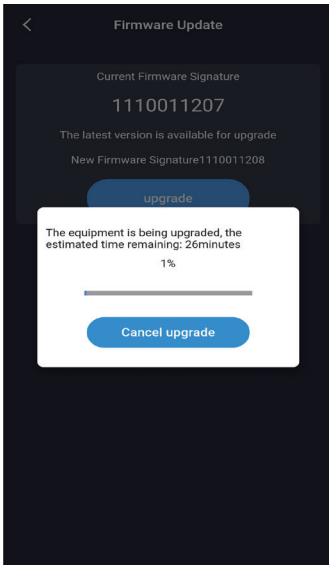 Firmware Update
Current Firmware Signature
1110011207
The latest version is available for upgrade
New Firmware Signature1110011208
upgrade
The equipment is being upgraded, the
estimated time remaining: 26minutes
1%
Cancel upgrade